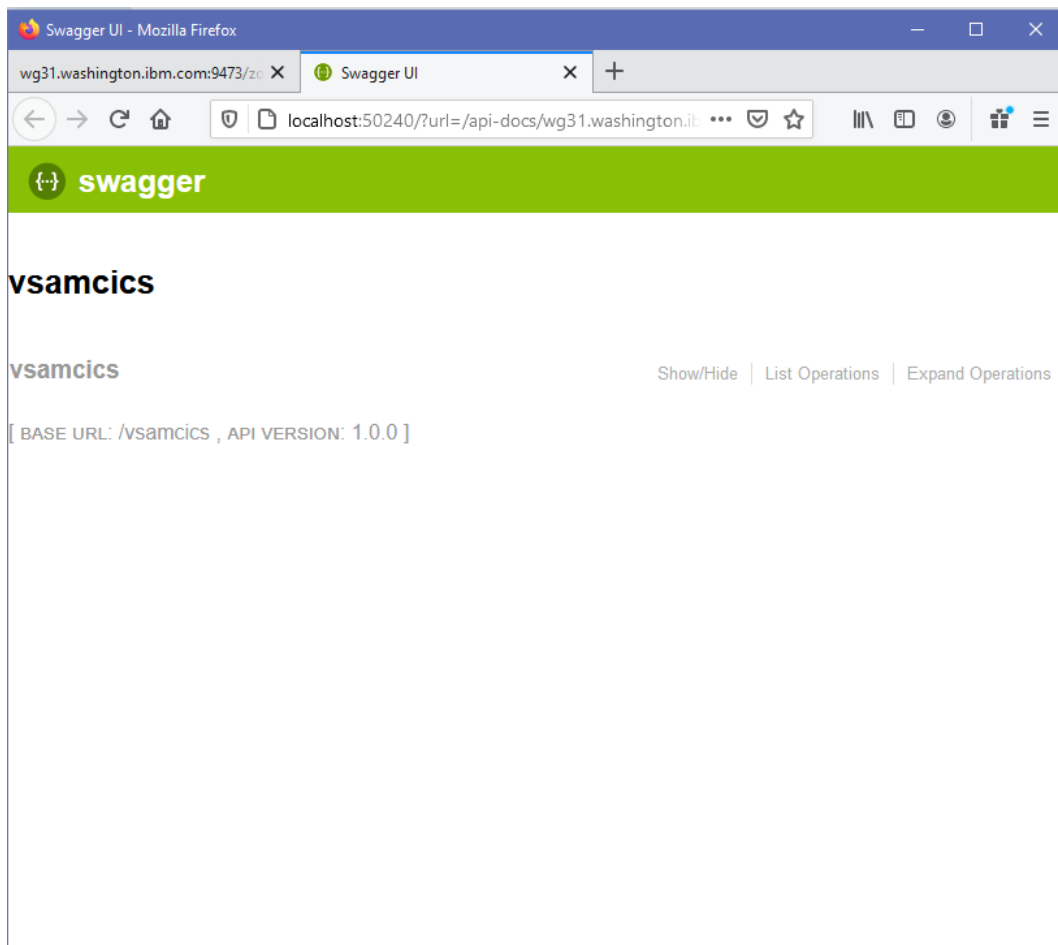 Swagger UI - Mozilla Firefox
wg31.washington.ibm.com:9473/zo
Swagger UI
localhost:50240/?url=/api-docs/wg31.washington.ib
{··} swagger
vsamcics
vsamcics
Show/Hide List Operations Expand Operations
[ BASE URL: /vsamcics , API VERSION: 1.0.0 ]